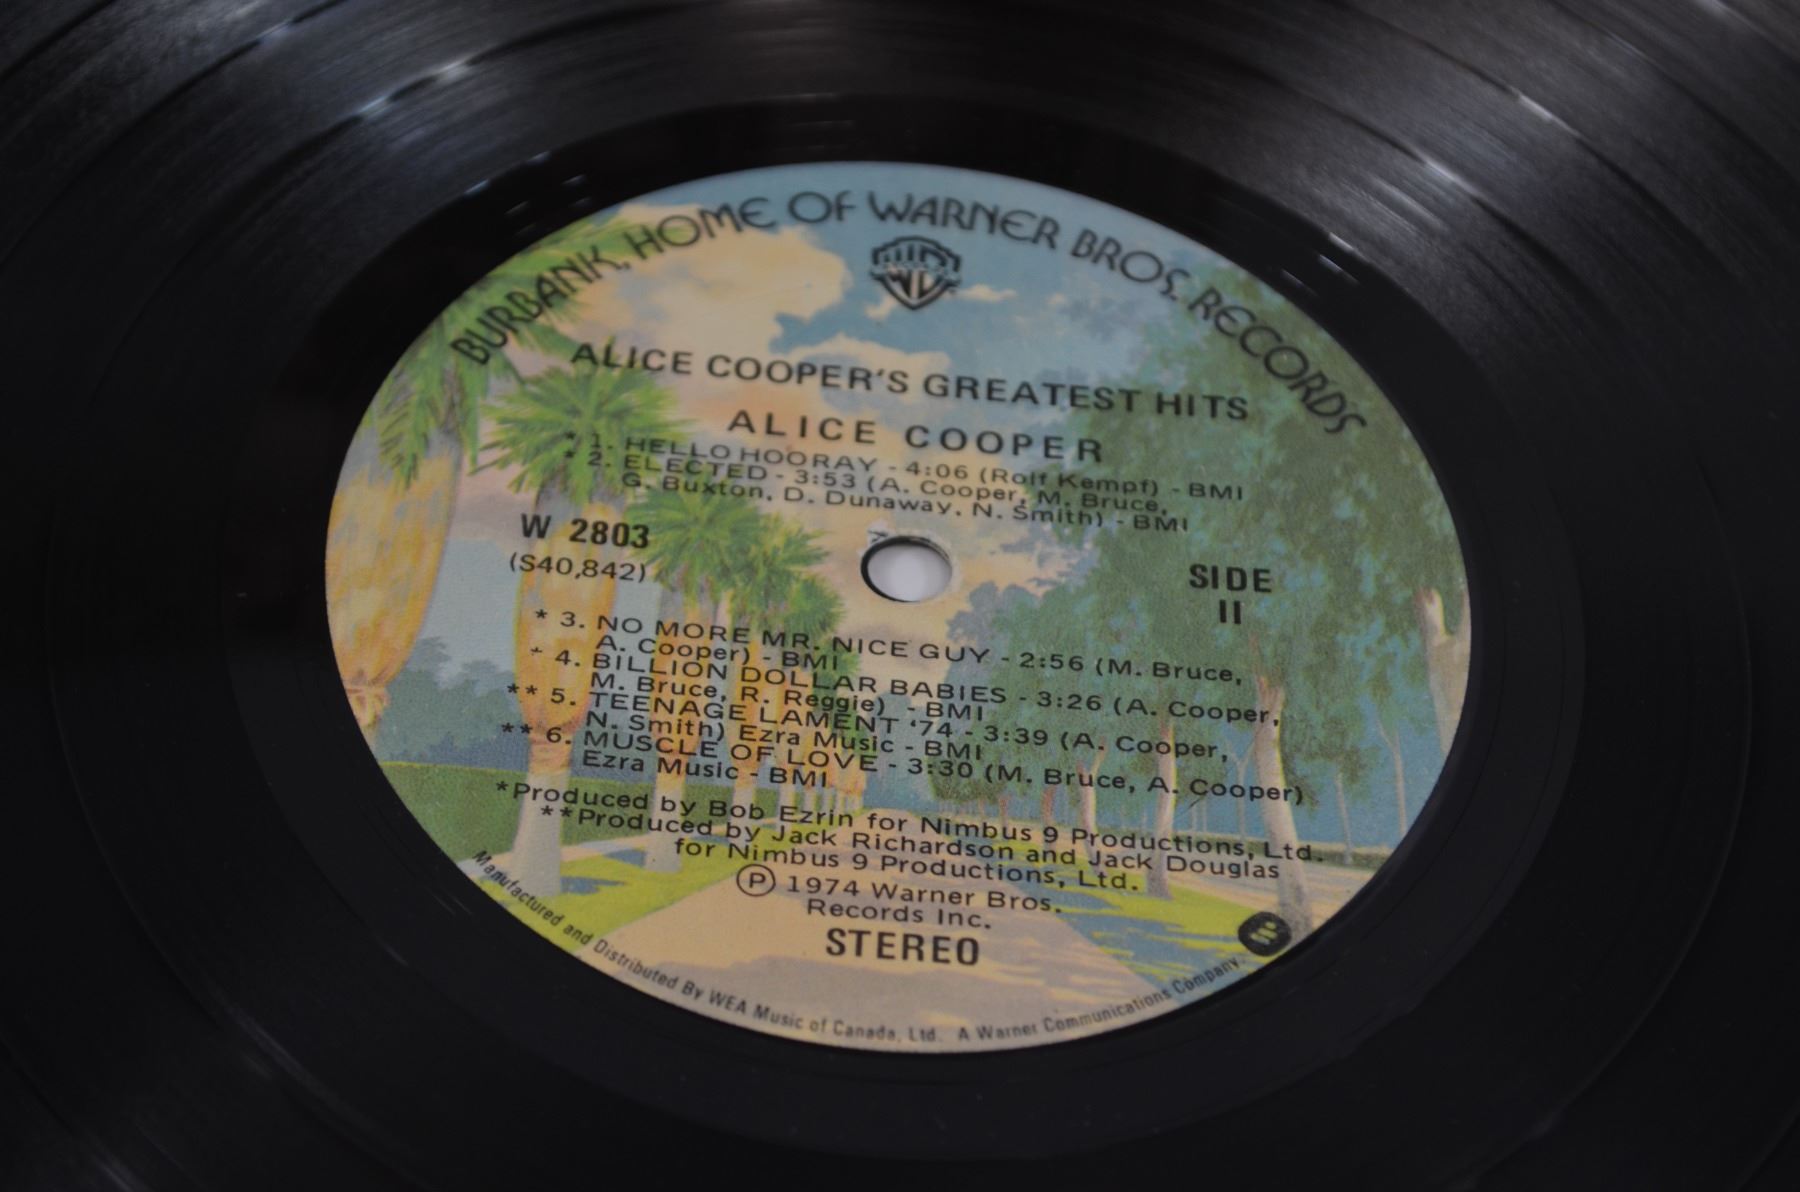 BURBANK, HOME OF WARNER BROS. RECORDS
ALICE COOPER'S GREATEST HITS
ALICE COOPER
* 1. HELLO HOORAY - 4:06 (Rolf Kempf) - BMI
* 2. ELECTED - 3:53 (A. Cooper, M. Bruce,
G. Buxton, D. Dunaway, N. Smith) - BMI
W 2803
(S40,842)
SIDE
II
* 3. NO MORE MR. NICE GUY - 2:56 (M. Bruce,
A. Cooper) - BMI
* 4. BILLION DOLLAR BABIES - 3:26 (A. Cooper,
M. Bruce, R. Reggie) - BMI
** 5. TEENAGE LAMENT '74 - 3:39 (A. Cooper,
N. Smith) Ezra Music - BMI
** 6. MUSCLE OF LOVE - 3:30 (M. Bruce, A. Cooper)
Ezra Music - BMI
*Produced by Bob Ezrin for Nimbus 9 Productions, Ltd.
**Produced by Jack Richardson and Jack Douglas
for Nimbus 9 Productions, Ltd.
Ⓟ 1974 Warner Bros.
Records Inc.
STEREO
Manufactured and Distributed By WEA Music of Canada, Ltd. A Warner Communications Company.